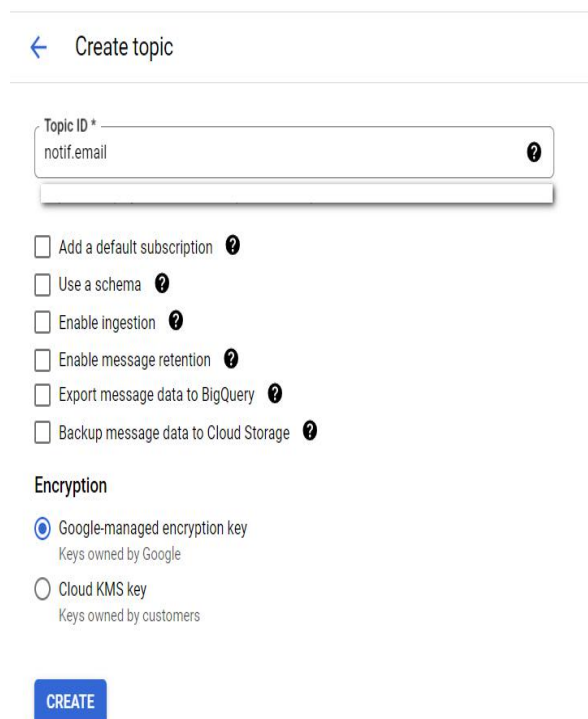 Create topic
Topic ID *
notif.email
Add a default subscription
Use a schema
Enable ingestion
Enable message retention
Export message data to BigQuery
Backup message data to Cloud Storage
Encryption
Google-managed encryption key
Keys owned by Google
Cloud KMS key
Keys owned by customers
CREATE